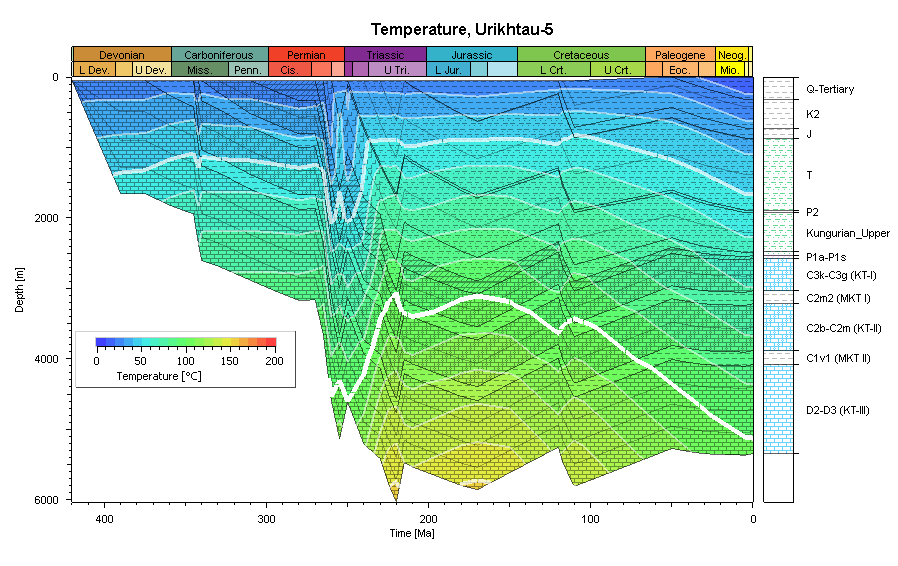 Temperature, Urikhtau-5
Devonian Carboniferous Permian Triassic Jurassic Cretaceous Paleogene Neog.
L Dev. U Dev. Miss. Penn. Cis. U Tri. L Jur. L Crt. U Crt. Eoc. Mio.
0
2000
4000
6000
Depth [m]
0 50 100 150 200
Temperature [°C]
400 300 200 100 0
Time [Ma]
Q-Tertiary
K2
J
T
P2
Kungurian_Upper
P1a-P1s
C3k-C3g (KT-I)
C2m2 (MKT I)
C2b-C2m (KT-II)
C1v1 (MKT II)
D2-D3 (KT-III)